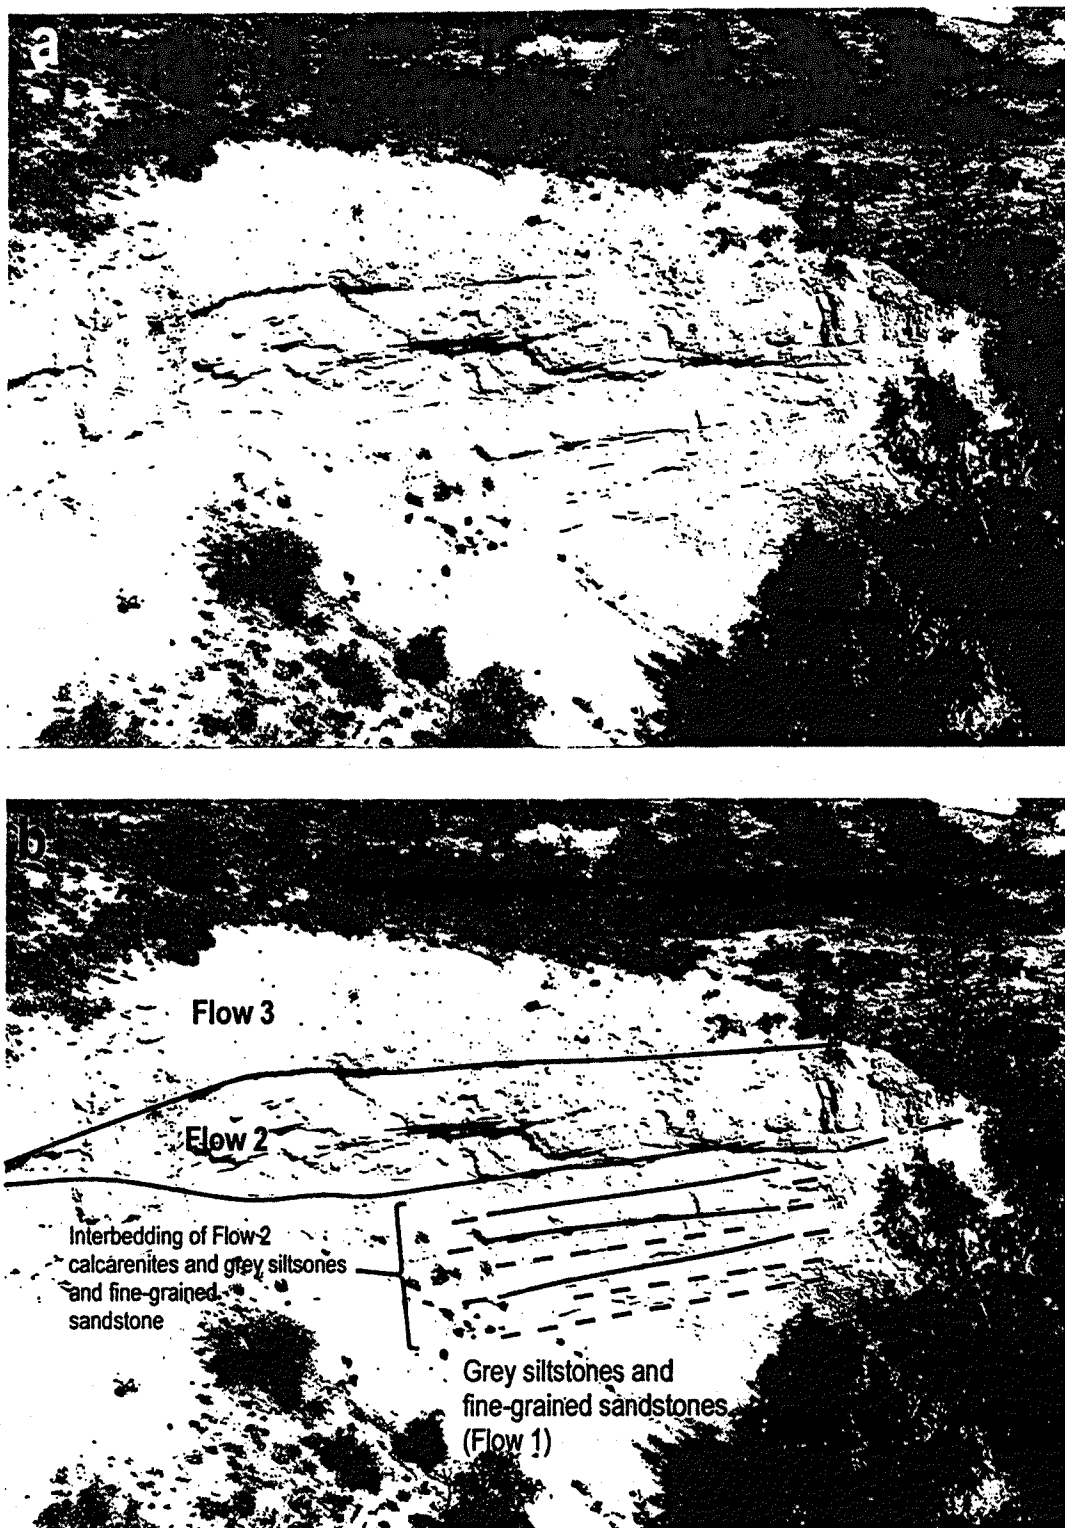 a
b
Flow 3
Flow 2
Interbedding of Flow-2
calcarenites and grey siltsones
and fine-grained
sandstone
Grey siltstones and
fine-grained sandstones
(Flow 1)